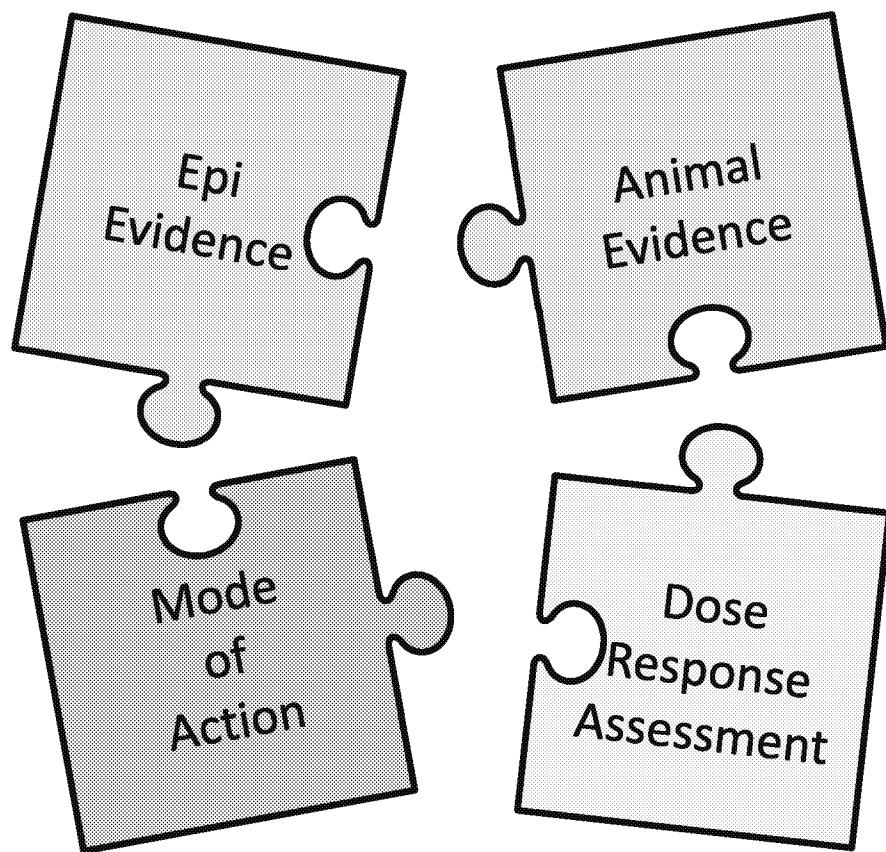 Epi
Evidence
Animal
Evidence
Mode
of
Action
Dose
Response
Assessment